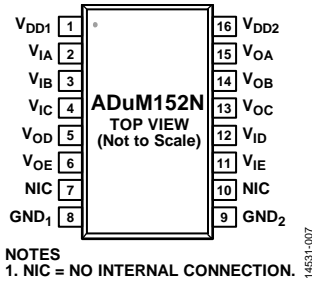 VDD1 1 16 VDD2
VIA 2 15 VOA
VIB 3 14 VOB
VIC 4 ADuM152N 13 VOC
TOP VIEW
VOD 5 (Not to Scale) 12 VID
VOE 6 11 VIE
NIC 7 10 NIC
GND1 8 9 GND2
NOTES
1. NIC = NO INTERNAL CONNECTION.
14531-007